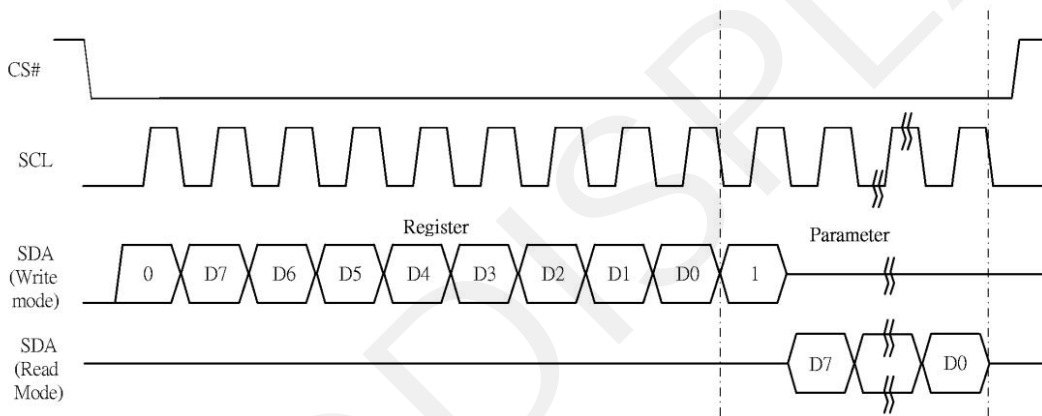 CS#
SCL
Register
Parameter
SDA
(Write
mode)
0 D7 D6 D5 D4 D3 D2 D1 D0 1
SDA
(Read
Mode)
D7 D0
DISPLA